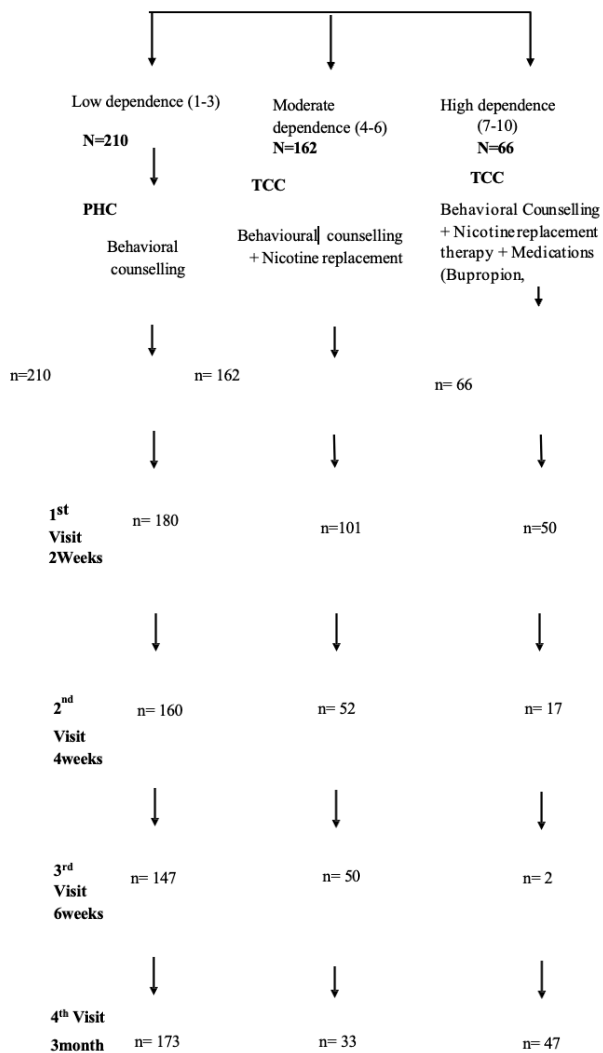 Low dependence (1-3)
N=210
PHC
Behavioral
counselling
Moderate
dependence (4-6)
N=162
TCC
Behavioural counselling
+ Nicotine replacement
High dependence
(7-10)
N=66
TCC
Behavioral Counselling
+ Nicotine replacement
therapy + Medications
(Bupropion,
n=210
n= 162
n= 66
1st
Visit
2Weeks
n= 180
n=101
n=50
2nd
Visit
4weeks
n= 160
n= 52
n= 17
3rd
Visit
6weeks
n= 147
n= 50
n= 2
4th Visit
3month
n= 173
n= 33
n= 47